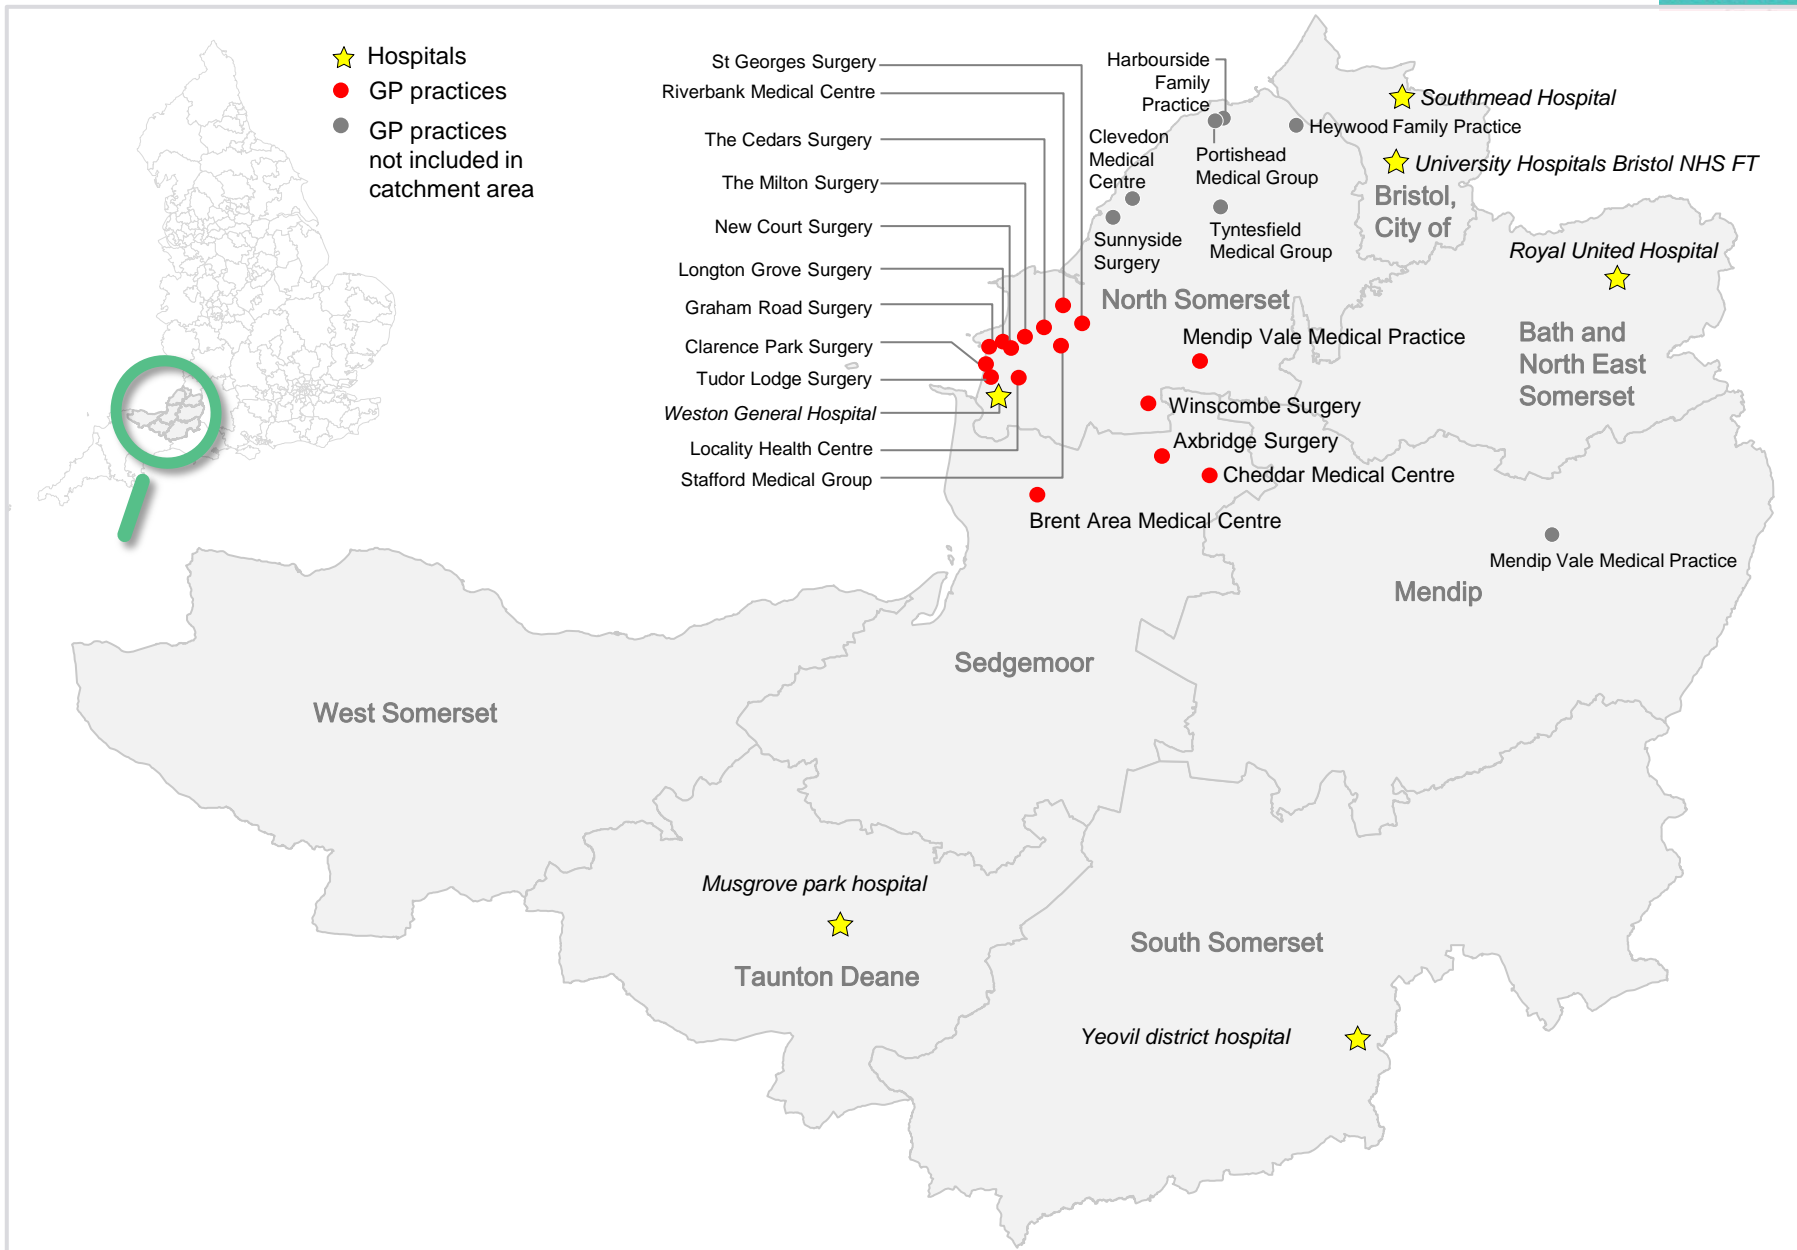 Hospitals
GP practices
GP practices
not included in
catchment area
St Georges Surgery
Riverbank Medical Centre
The Cedars Surgery
The Milton Surgery
New Court Surgery
Longton Grove Surgery
Graham Road Surgery
Clarence Park Surgery
Tudor Lodge Surgery
Weston General Hospital
Locality Health Centre
Stafford Medical Group
Harbourside
Family
Practice
Clevedon
Medical
Centre
Portishead
Medical Group
Heywood Family Practice
Southmead Hospital
University Hospitals Bristol NHS FT
Bristol,
City of
Sunnyside
Surgery
Tyntesfield
Medical Group
Royal United Hospital
North Somerset
Mendip Vale Medical Practice
Bath and
North East
Somerset
Winscombe Surgery
Axbridge Surgery
Cheddar Medical Centre
Brent Area Medical Centre
Mendip Vale Medical Practice
Mendip
Sedgemoor
West Somerset
Musgrove park hospital
Taunton Deane
South Somerset
Yeovil district hospital